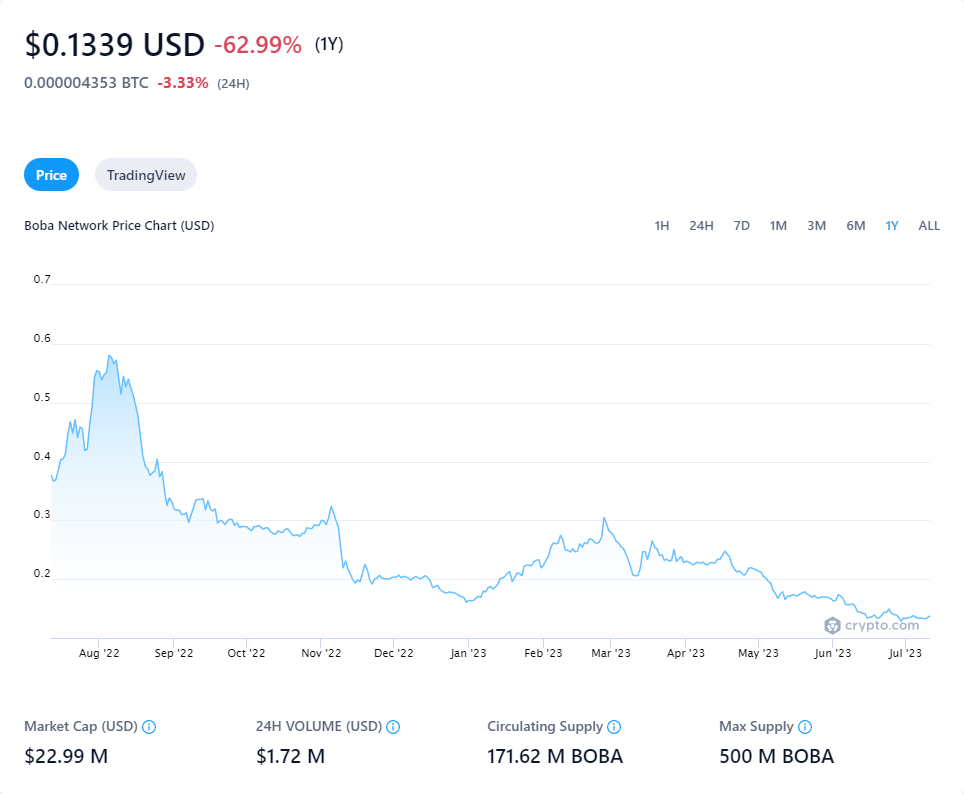 $0.1339 USD -62.99% (1Y)
0.000004353 BTC -3.33% (24H)
Price TradingView
Boba Network Price Chart (USD) 1H 24H 7D 1M 3M 6M 1Y ALL
0.7
0.6
0.5
0.4
0.3
0.2
crypto.com
Aug '22 Sep '22 Oct '22 Nov '22 Dec '22 Jan '23 Feb '23 Mar '23 Apr '23 May '23 Jun '23 Jul '23
Market Cap (USD) 24H VOLUME (USD) Circulating Supply Max Supply
$22.99 M $1.72 M 171.62 M BOBA 500 M BOBA